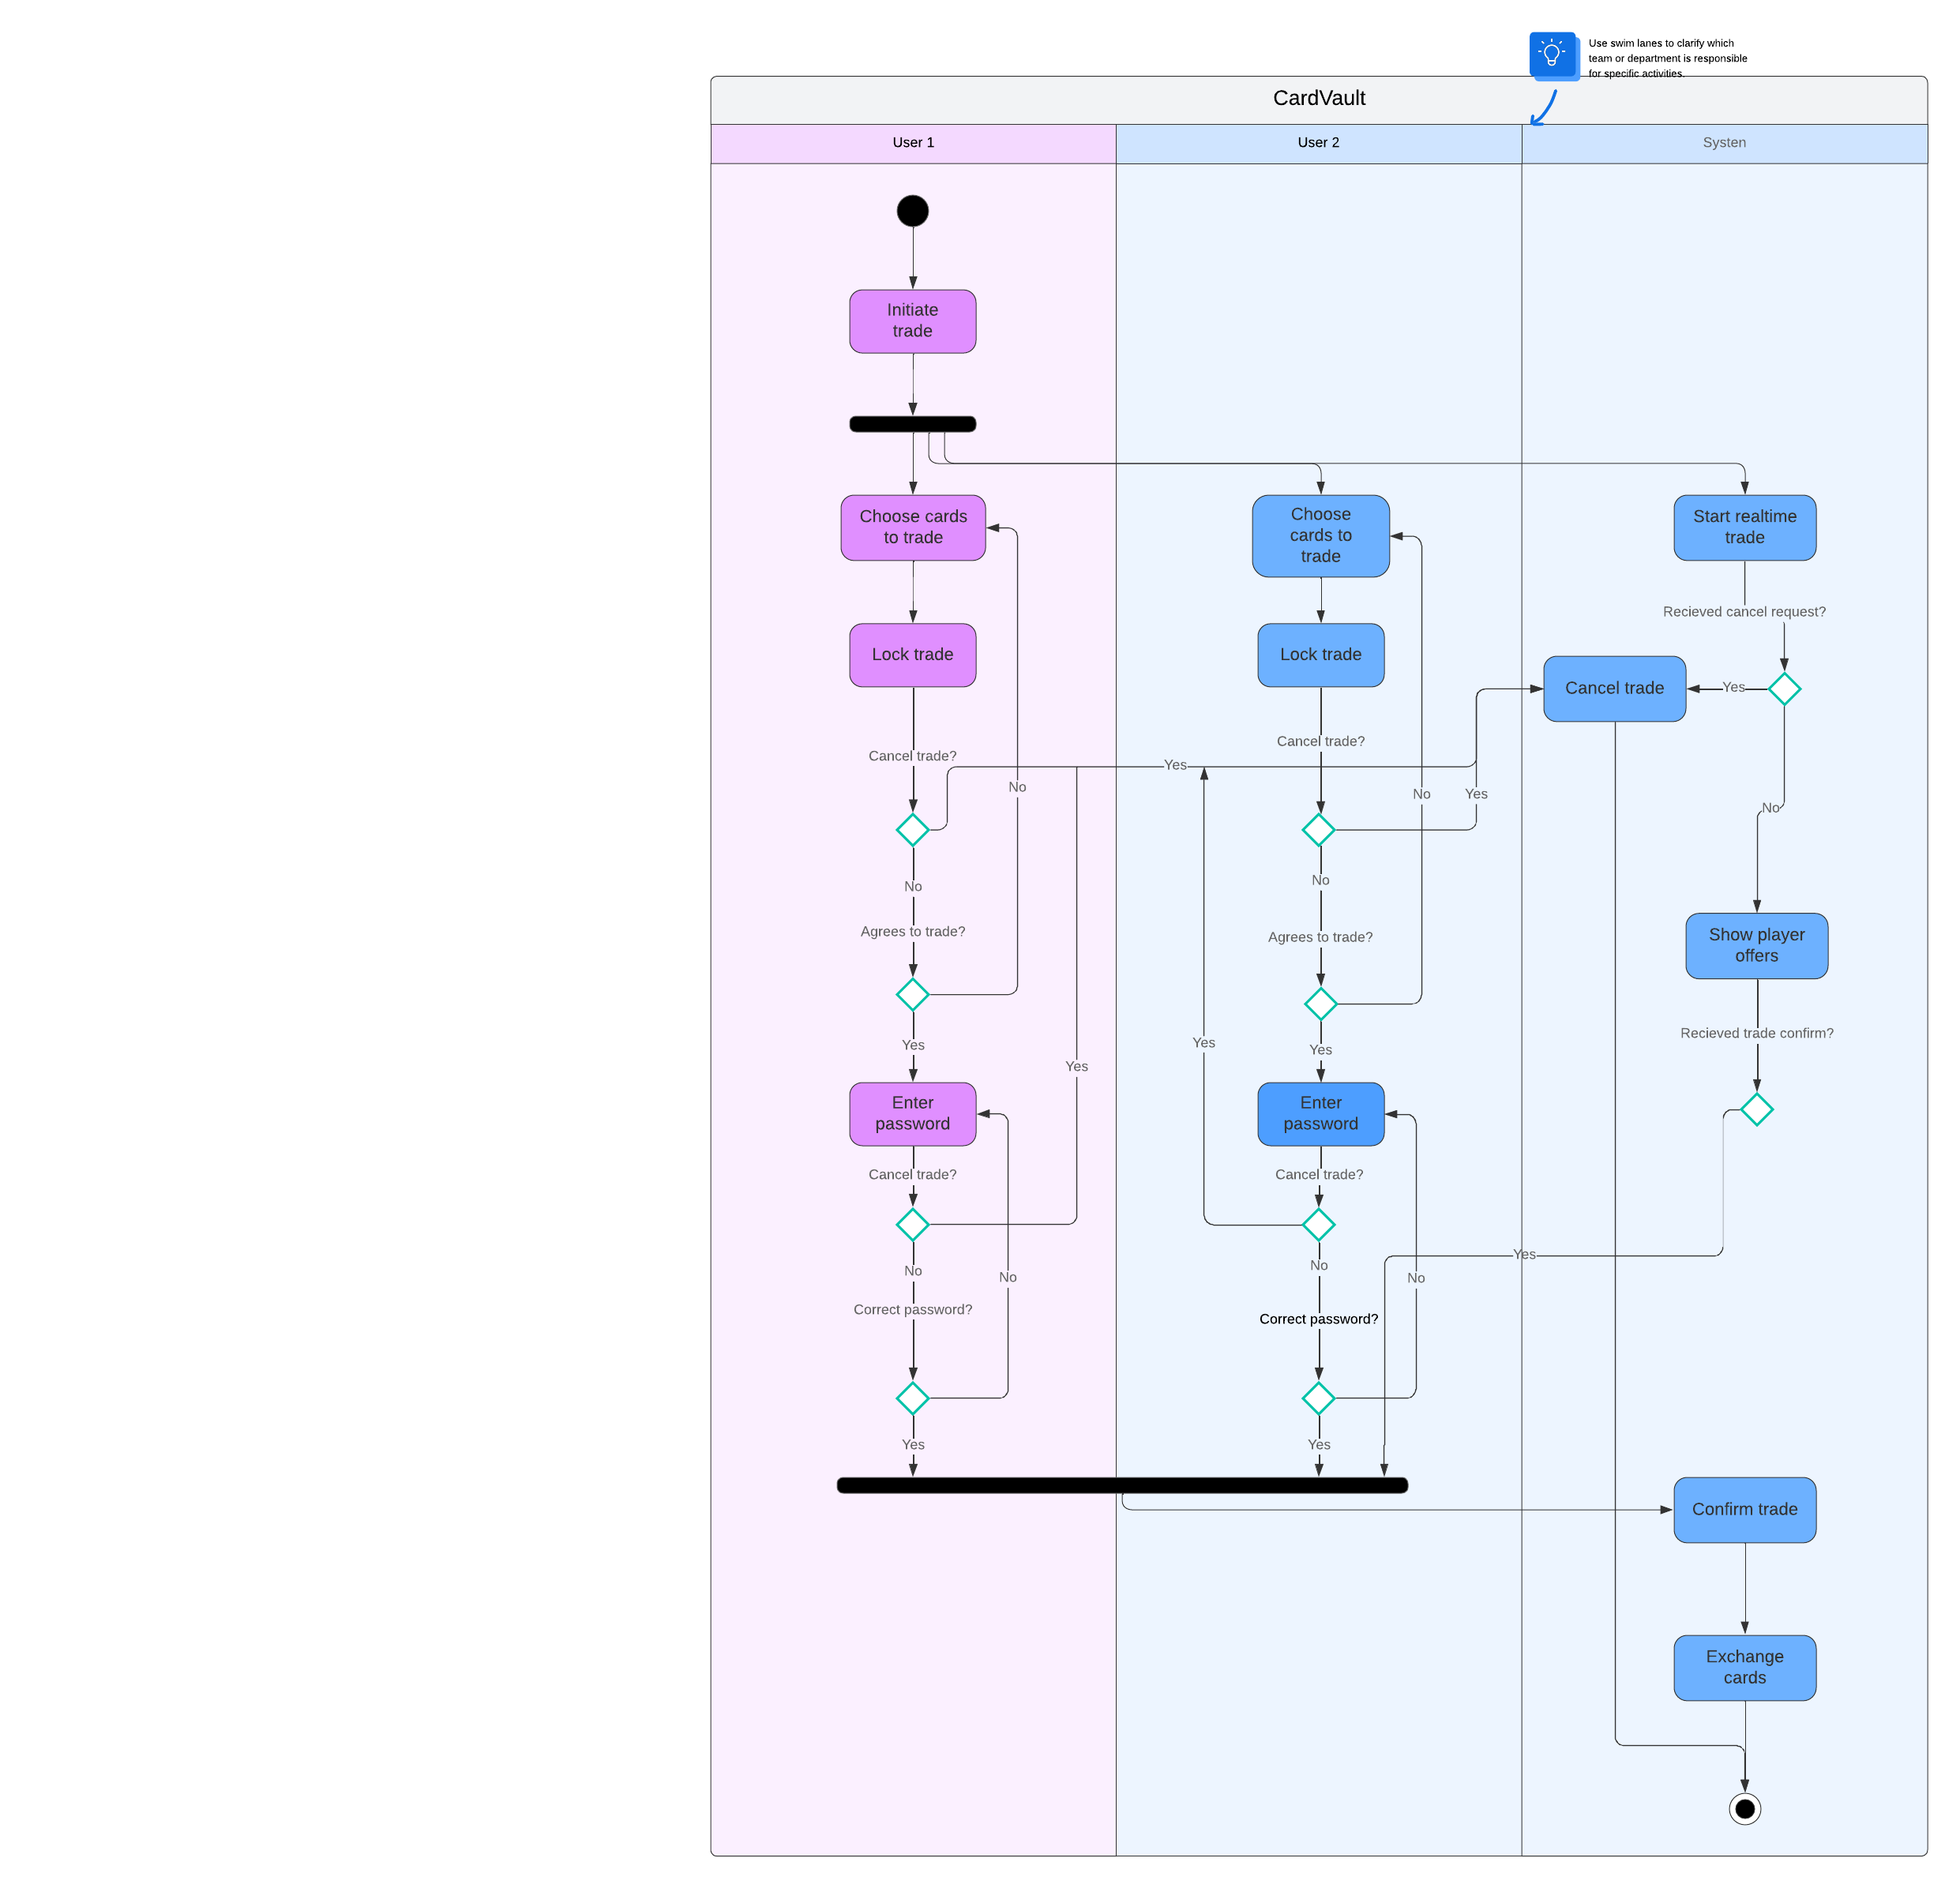 Use swim lanes to clarify which
team or department is responsible
for specific activities.
CardVault
User 1
User 2
Systen
Initiate
trade
Choose cards
to trade
Choose
cards to
trade
Start realtime
trade
Recieved cancel request?
Lock trade
Lock trade
Cancel trade
Yes
Cancel trade?
Cancel trade?
Yes
No
No
Yes
No
No
No
Agrees to trade?
Agrees to trade?
Show player
offers
Recieved trade confirm?
Yes
Yes
Yes
Yes
Enter
password
Enter
password
Cancel trade?
Cancel trade?
Yes
No
No
No
No
Correct password?
Correct password?
Yes
Yes
Confirm trade
Exchange
cards